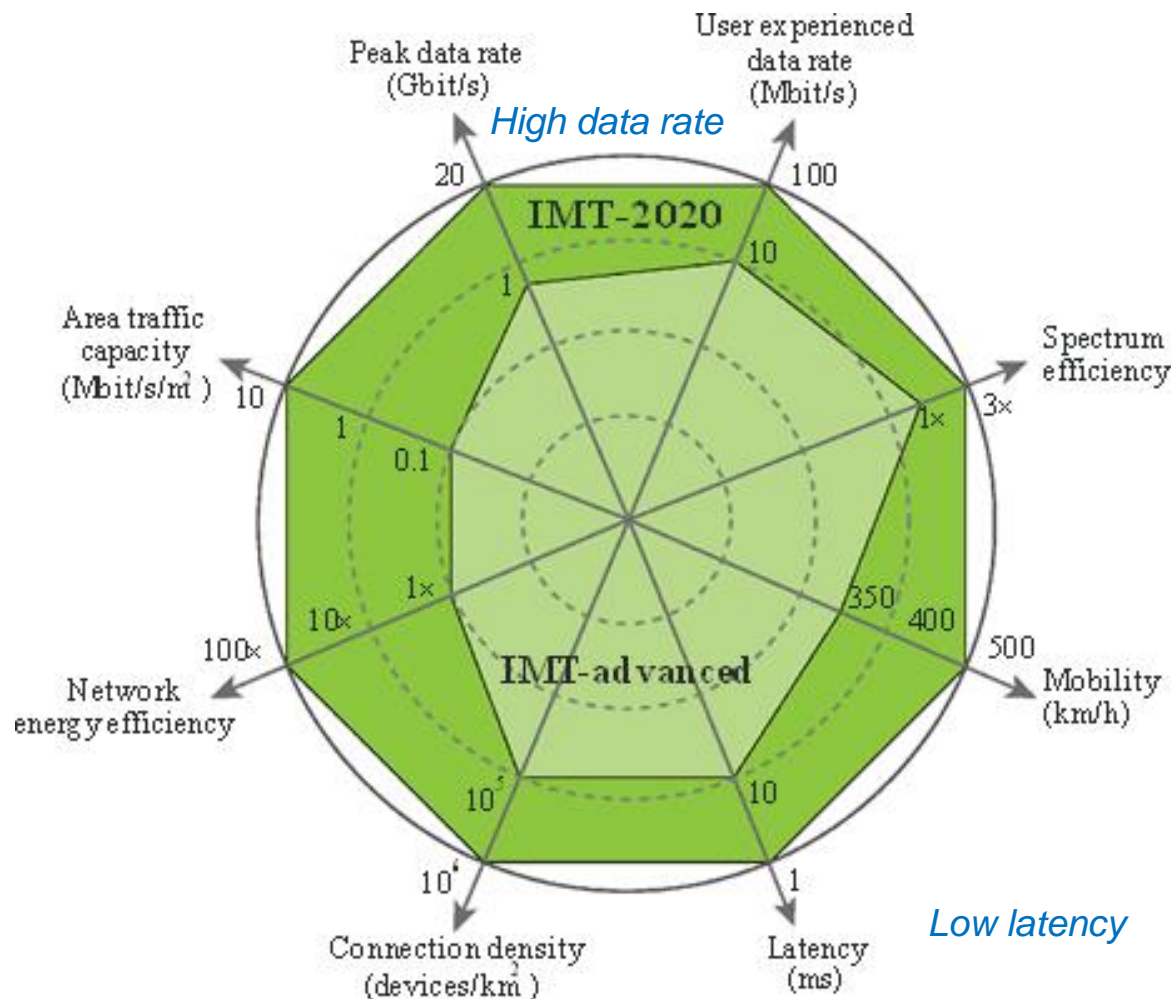 User experienced
data rate
(Mbit/s)
Peak data rate
(Gbit/s)
High data rate
20
100
IMT-2020
10
1
Area traffic
capacity
(Mbit/s/m²)
Spectrum
efficiency
10
1
0.1
1×
3×
1×
10×
100×
350
400
500
Network
energy efficiency
IMT-advanced
Mobility
(km/h)
10⁵
10
10⁶
1
Low latency
Connection density
(devices/km²)
Latency
(ms)